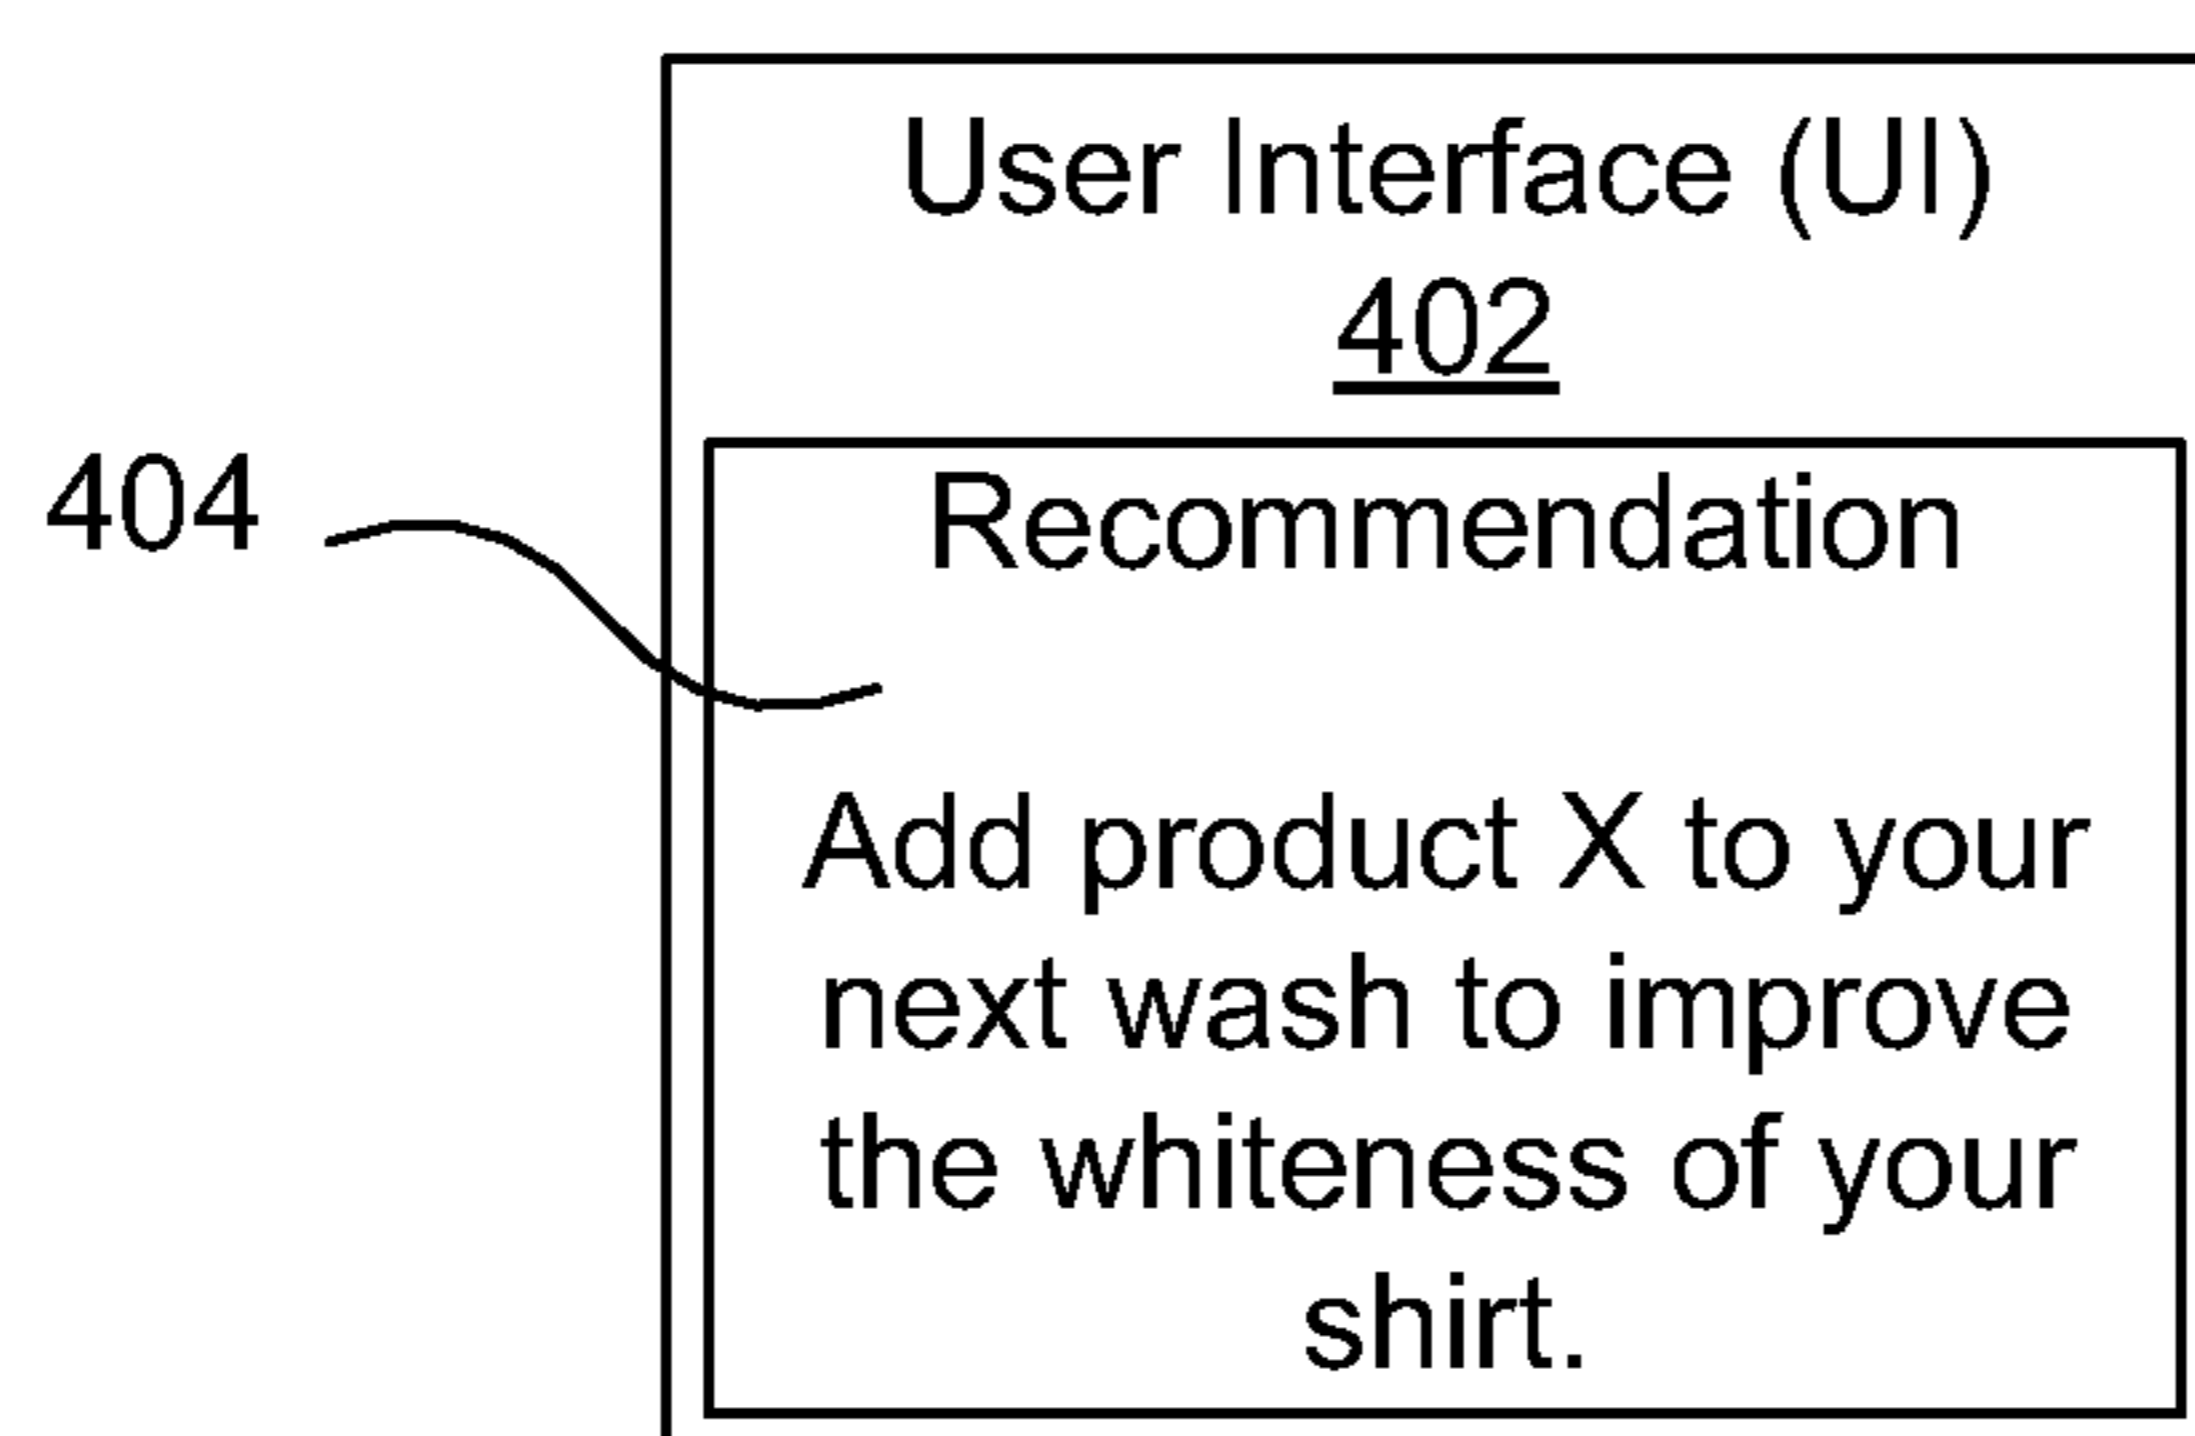 User Interface (UI)
402
404
Recommendation
Add product X to your
next wash to improve
the whiteness of your
shirt.